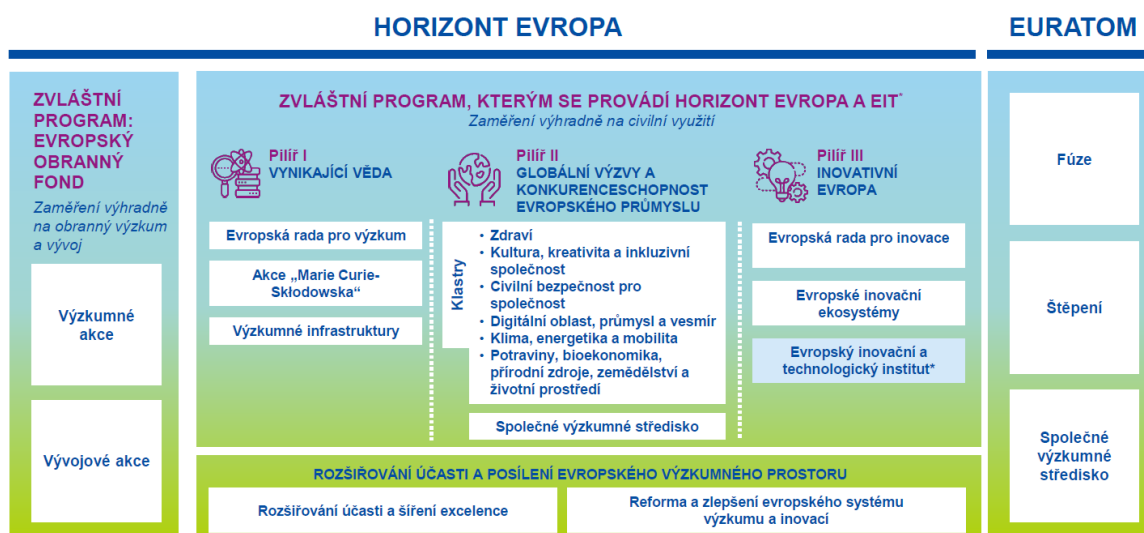 HORIZONT EVROPA
EURATOM
ZVLÁŠTNÍ
PROGRAM:
EVROPSKÝ
OBRANNÝ
FOND
Zaměření výhradně
na obranný výzkum
a vývoj
Výzkumné
akce
Vývojové akce
ZVLÁŠTNÍ PROGRAM, KTERÝM SE PROVÁDÍ HORIZONT EVROPA A EIT*
Zaměření výhradně na civilní využití
Pilíř I
VYNIKAJÍCÍ VĚDA
Evropská rada pro výzkum
Akce „Marie Curie-
Skłodowska“
Výzkumné infrastruktury
Pilíř II
GLOBÁLNÍ VÝZVY A
KONKURENCESCHOPNOST
EVROPSKÉHO PRŮMYSLU
Klastry
• Zdraví
• Kultura, kreativita a inkluzivní
společnost
• Civilní bezpečnost pro
společnost
• Digitální oblast, průmysl a vesmír
• Klima, energetika a mobilita
• Potraviny, bioekonomika,
přírodní zdroje, zemědělství a
životní prostředí
Společné výzkumné středisko
Pilíř III
INOVATIVNÍ
EVROPA
Evropská rada pro inovace
Evropské inovační
ekosystémy
Evropský inovační a
technologický institut*
ROZŠIŘOVÁNÍ ÚČASTI A POSÍLENÍ EVROPSKÉHO VÝZKUMNÉHO PROSTORU
Rozšiřování účasti a šíření excelence
Reforma a zlepšení evropského systému
výzkumu a inovací
Fúze
Štěpení
Společné
výzkumné
středisko